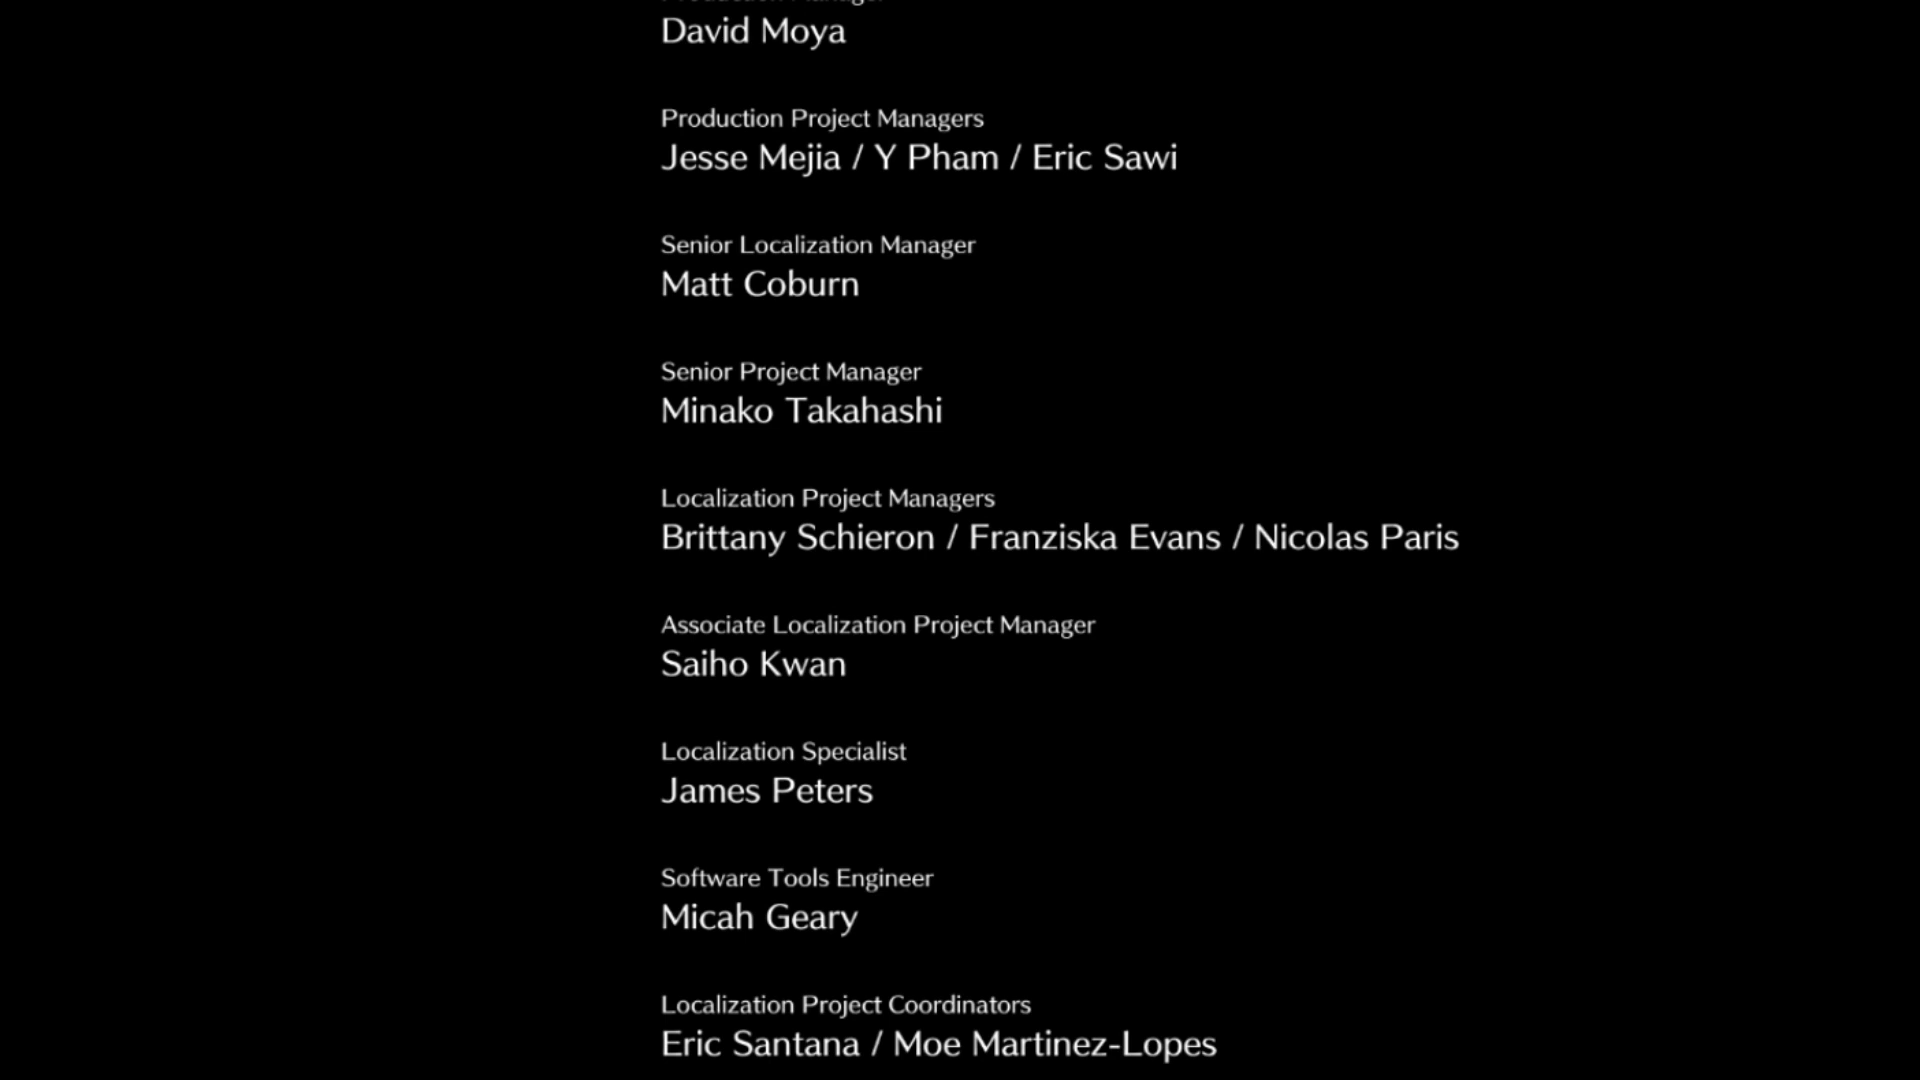 Production Manager
David Moya
Production Project Managers
Jesse Mejia / Y Pham / Eric Sawi
Senior Localization Manager
Matt Coburn
Senior Project Manager
Minako Takahashi
Localization Project Managers
Brittany Schieron / Franziska Evans / Nicolas Paris
Associate Localization Project Manager
Saiho Kwan
Localization Specialist
James Peters
Software Tools Engineer
Micah Geary
Localization Project Coordinators
Eric Santana / Moe Martinez-Lopes